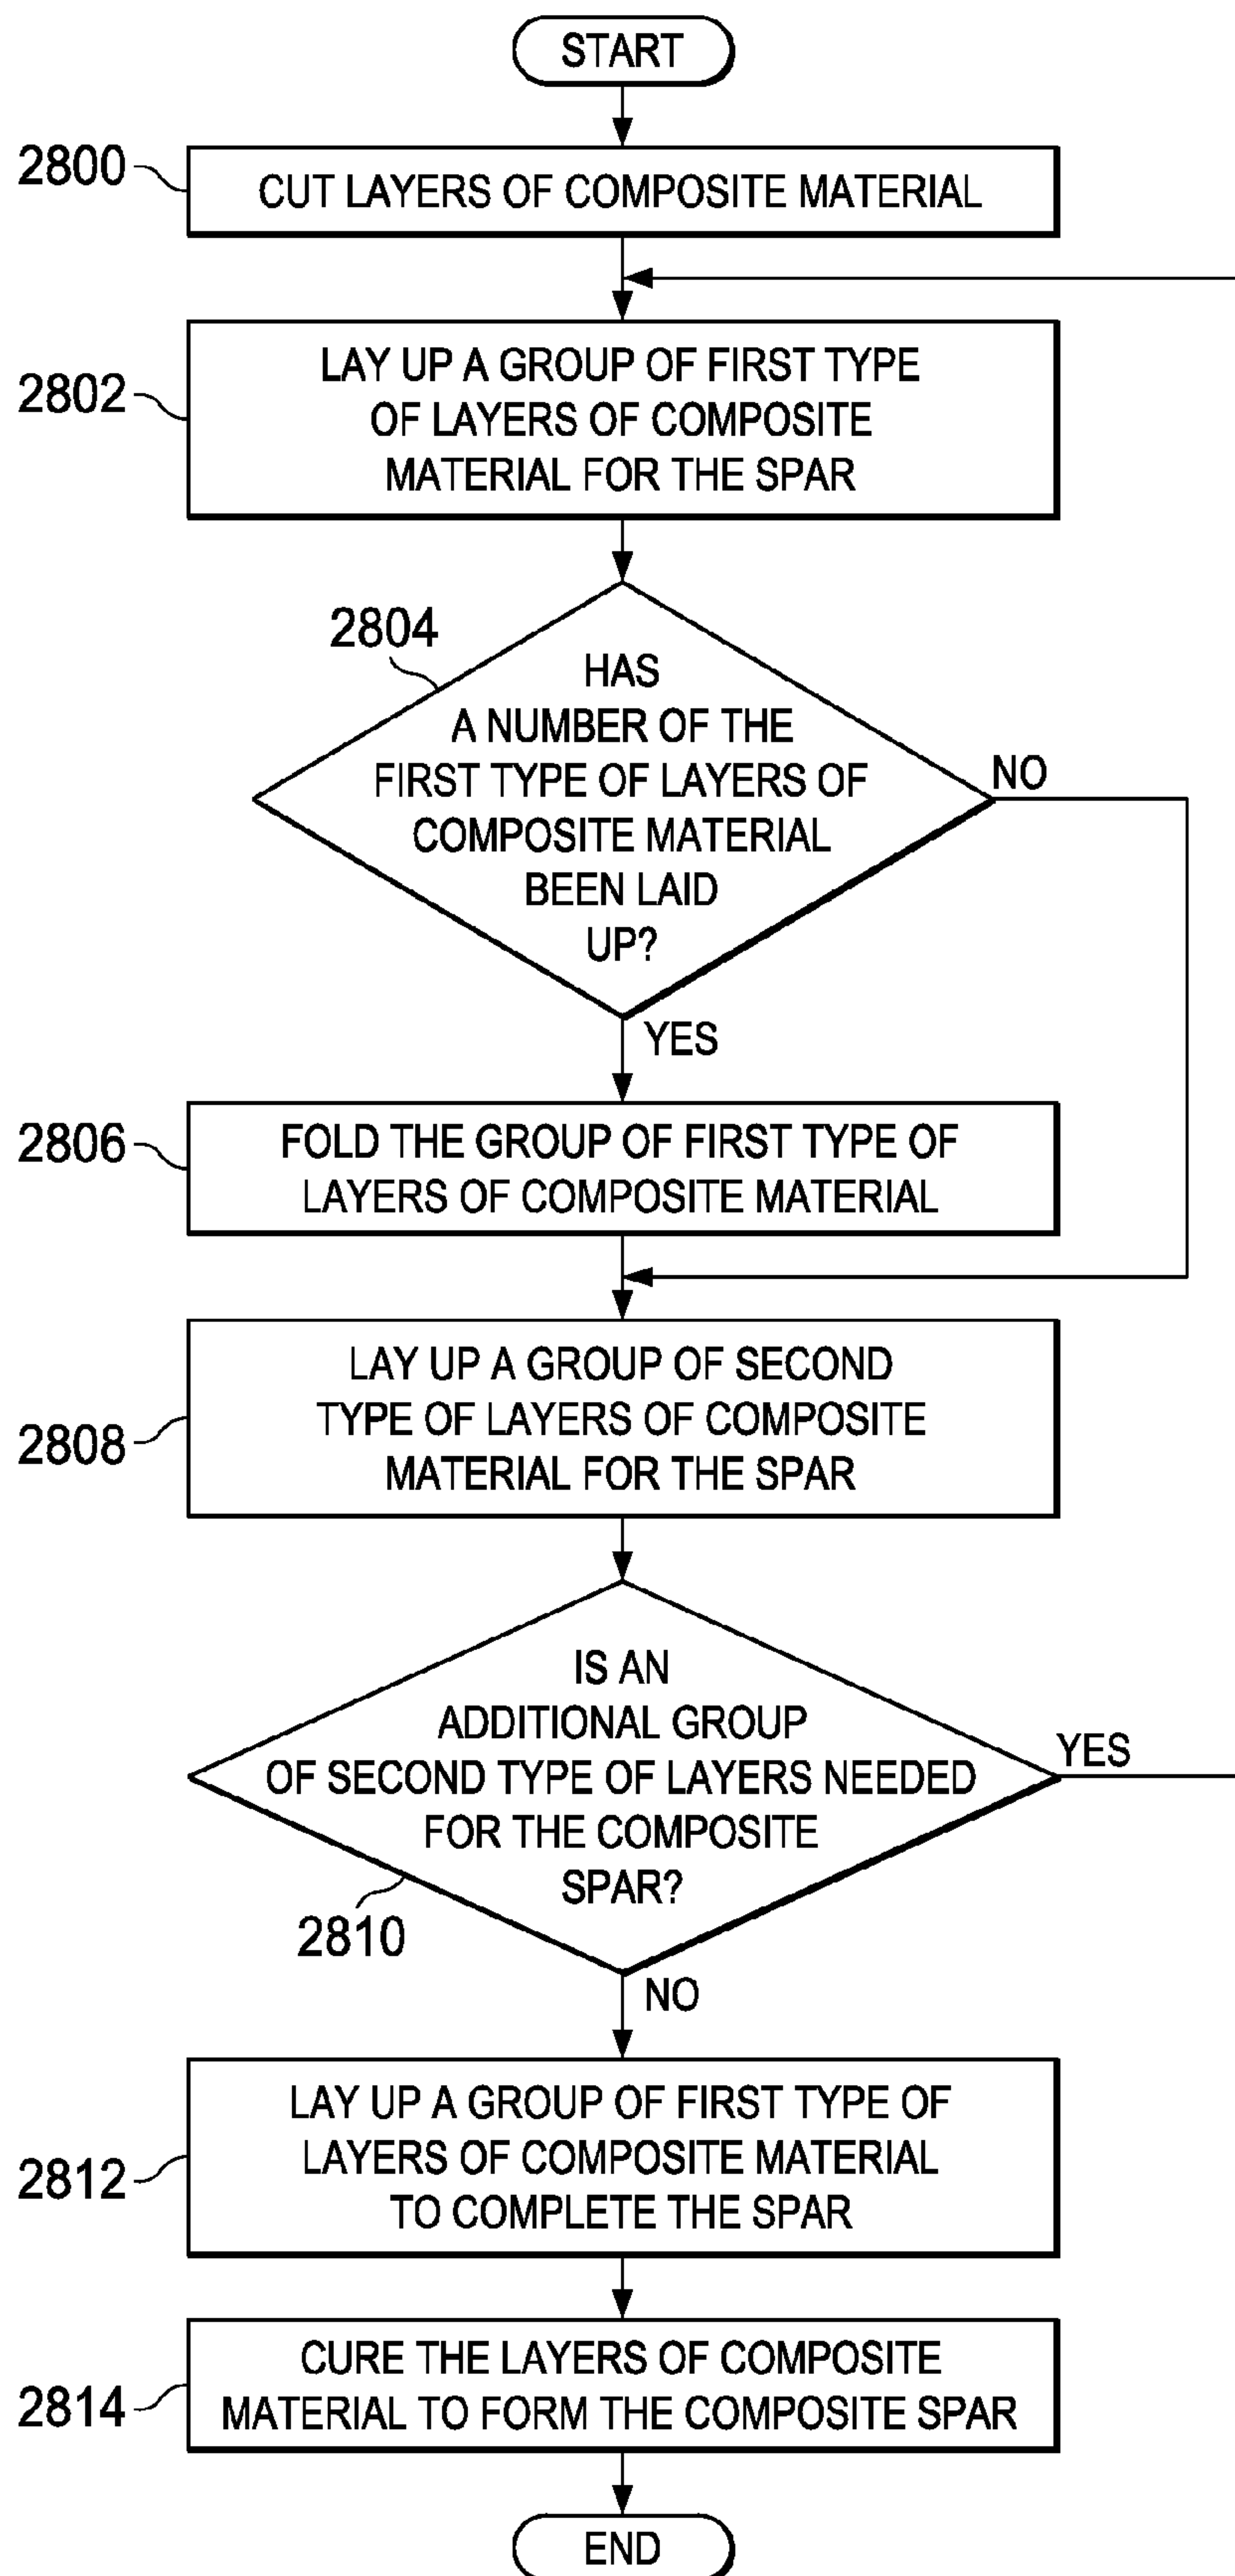 START
2800
CUT LAYERS OF COMPOSITE MATERIAL
2802
LAY UP A GROUP OF FIRST TYPE
OF LAYERS OF COMPOSITE
MATERIAL FOR THE SPAR
2804
HAS
A NUMBER OF THE
FIRST TYPE OF LAYERS OF
COMPOSITE MATERIAL
BEEN LAID
UP?
NO
YES
2806
FOLD THE GROUP OF FIRST TYPE OF
LAYERS OF COMPOSITE MATERIAL
2808
LAY UP A GROUP OF SECOND
TYPE OF LAYERS OF COMPOSITE
MATERIAL FOR THE SPAR
IS AN
ADDITIONAL GROUP
OF SECOND TYPE OF LAYERS NEEDED
FOR THE COMPOSITE
SPAR?
YES
2810
NO
2812
LAY UP A GROUP OF FIRST TYPE OF
LAYERS OF COMPOSITE MATERIAL
TO COMPLETE THE SPAR
2814
CURE THE LAYERS OF COMPOSITE
MATERIAL TO FORM THE COMPOSITE SPAR
END